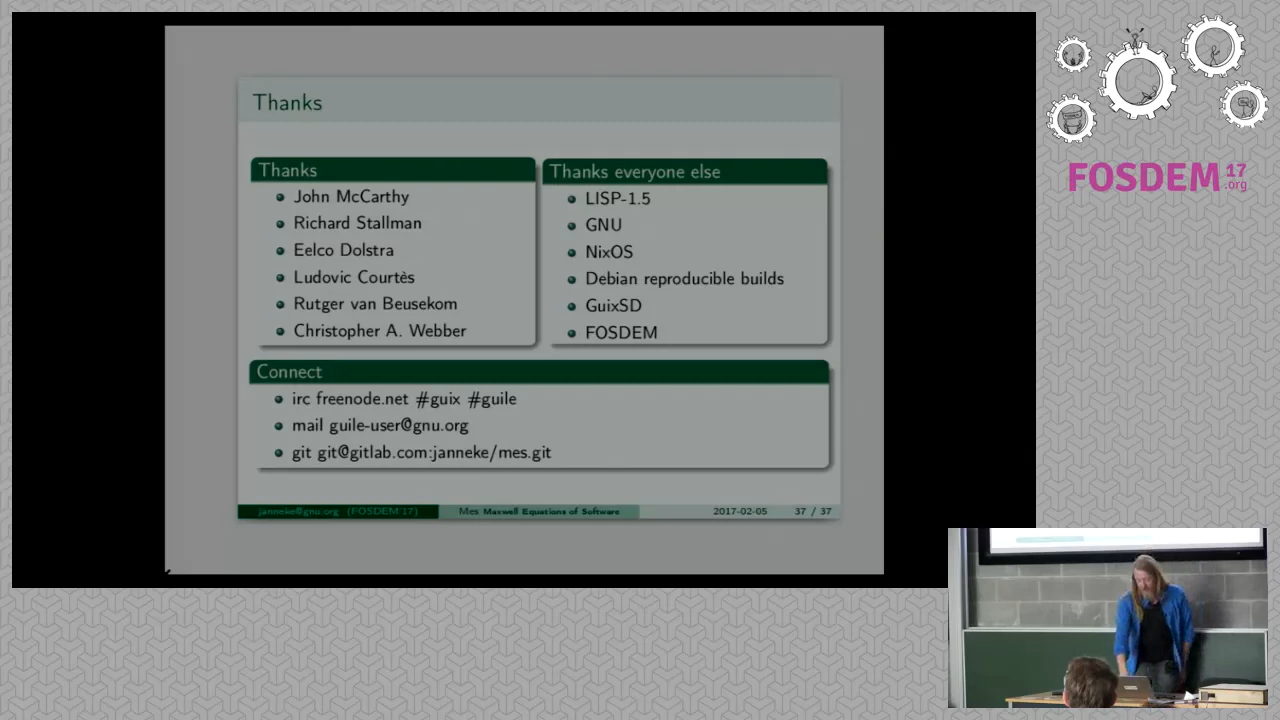 Thanks
Thanks
John McCarthy
Richard Stallman
Eelco Dolstra
Ludovic Courtès
Rutger van Beusekom
Christopher A. Webber
Thanks everyone else
LISP-1.5
GNU
NixOS
Debian reproducible builds
GuixSD
FOSDEM
Connect
irc freenode.net #guix #guile
mail guile-user@gnu.org
git git@gitlab.com:janneke/mes.git
janneke@gnu.org (FOSDEM'17)
Mes Maxwell Equations of Software
2017-02-05
37 / 37
FOSDEM 17
.org